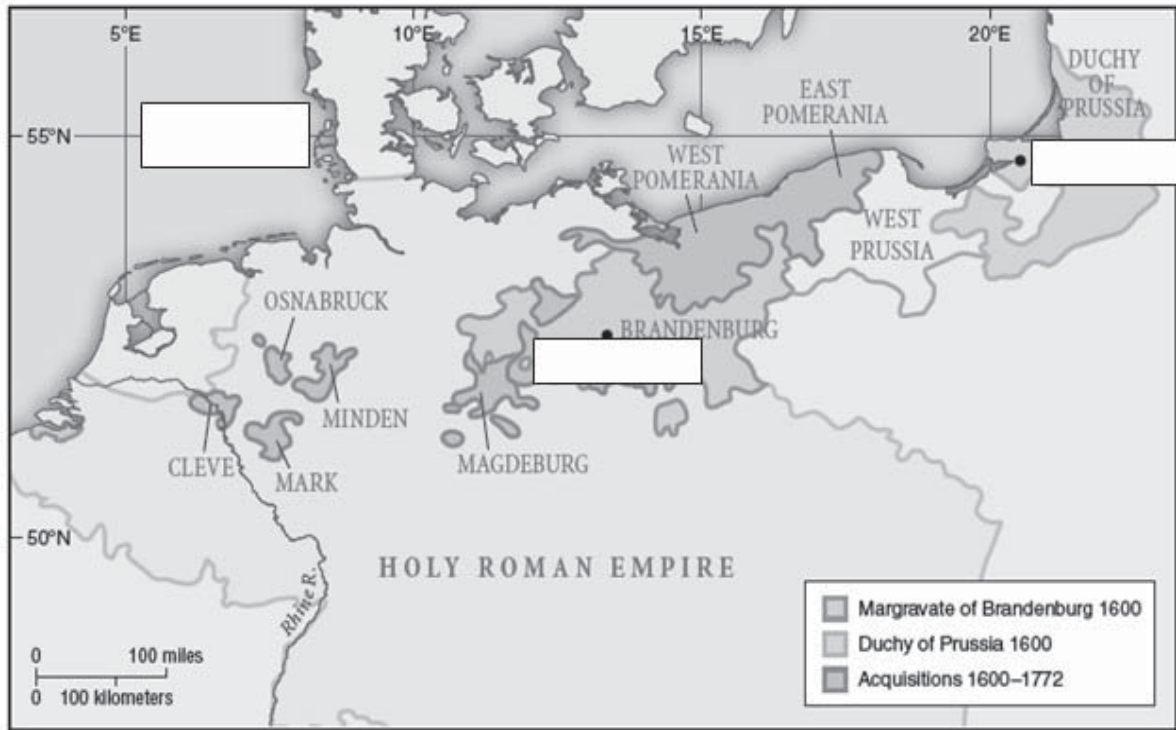 5°E
10°E
15°E
20°E
DUCHY
OF
PRUSSIA
EAST
POMERANIA
55°N
WEST
POMERANIA
WEST
PRUSSIA
OSNABRUCK
BRANDENBURG
MINDEN
CLEVE
MARK
MAGDEBURG
50°N
HOLY ROMAN EMPIRE
Rhine R.
Margravate of Brandenburg 1600
Duchy of Prussia 1600
Acquisitions 1600–1772
0 100 miles
0 100 kilometers